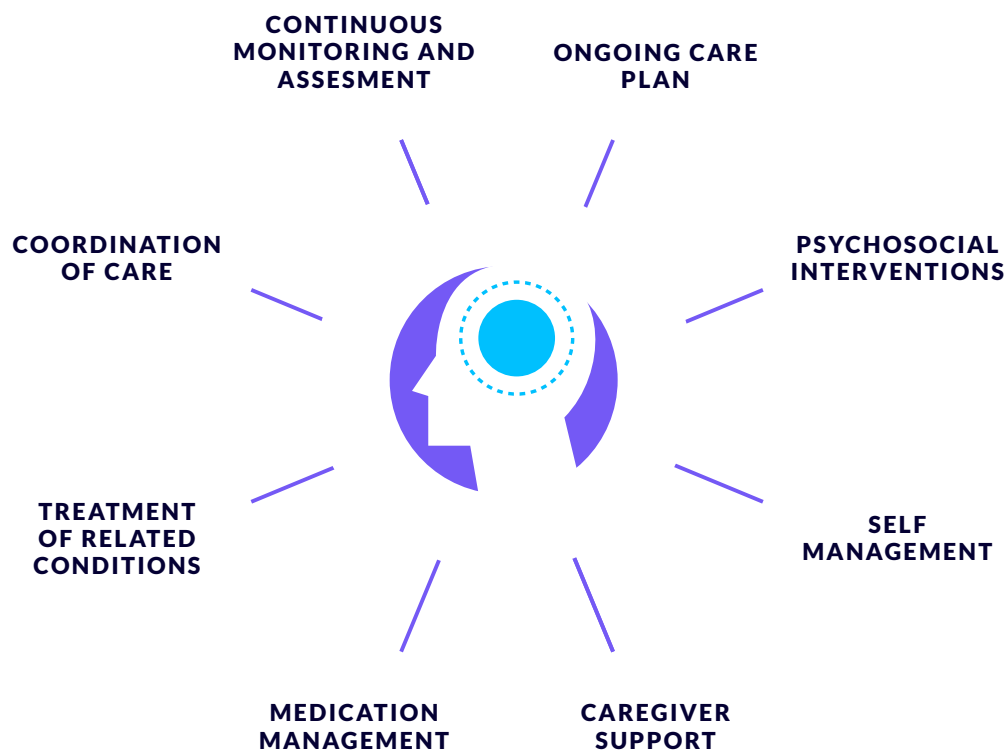 CONTINUOUS
MONITORING AND
ASSESMENT
ONGOING CARE
PLAN
COORDINATION
OF CARE
PSYCHOSOCIAL
INTERVENTIONS
TREATMENT
OF RELATED
CONDITIONS
SELF
MANAGEMENT
MEDICATION
MANAGEMENT
CAREGIVER
SUPPORT